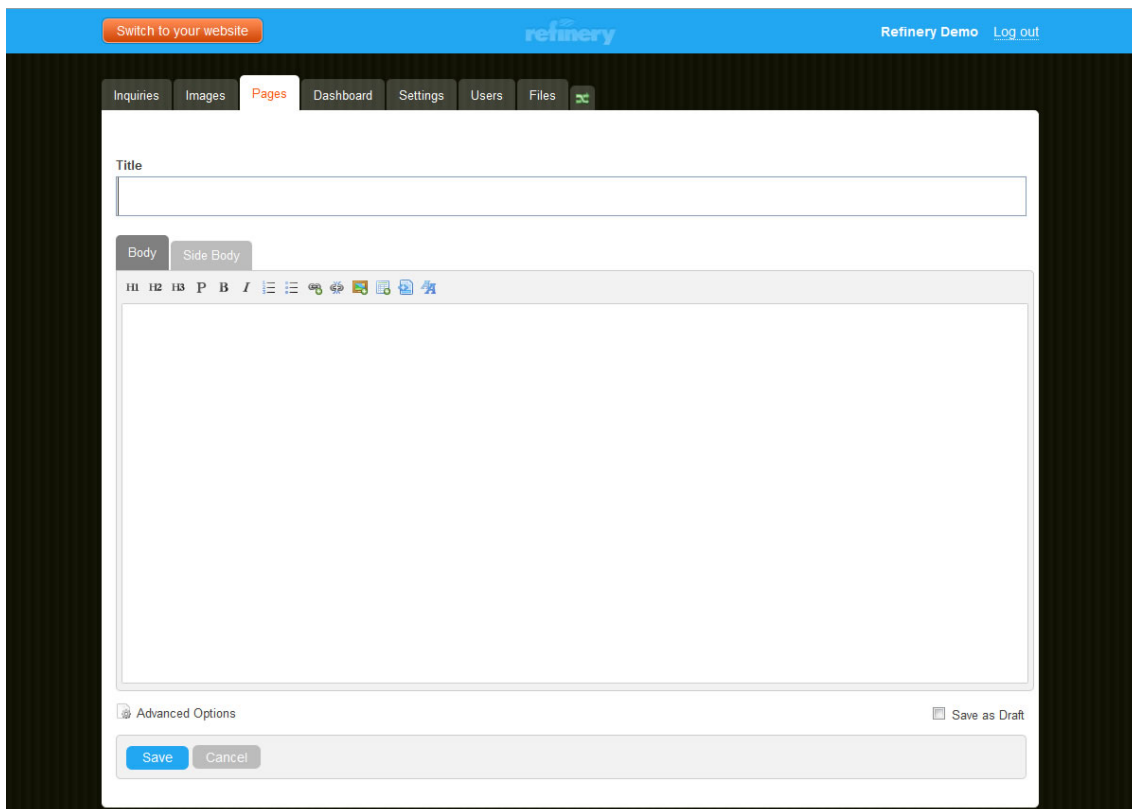 Switch to your website refinery Refinery Demo Log out
Inquiries Images Pages Dashboard Settings Users Files
Title
Body Side Body
H1 H2 H3 P B I
Advanced Options Save as Draft
Save Cancel